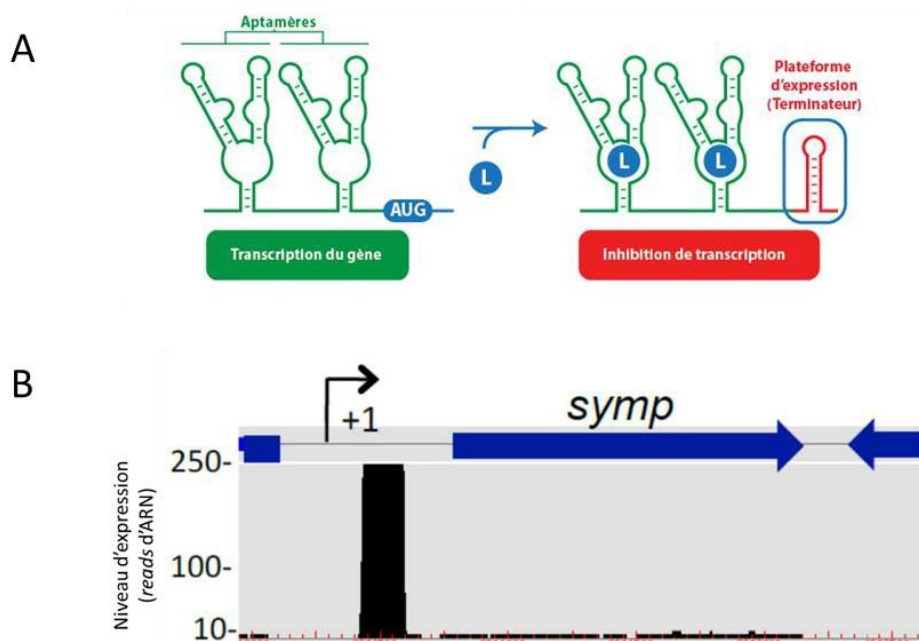 A
Aptamères
Plateforme
d'expression
(Terminateur)
L
L
L
AUG
Transcription du gène
Inhibition de transcription
B
+1
symp
250-
100-
10-
Niveau d'expression
(reads d'ARN)